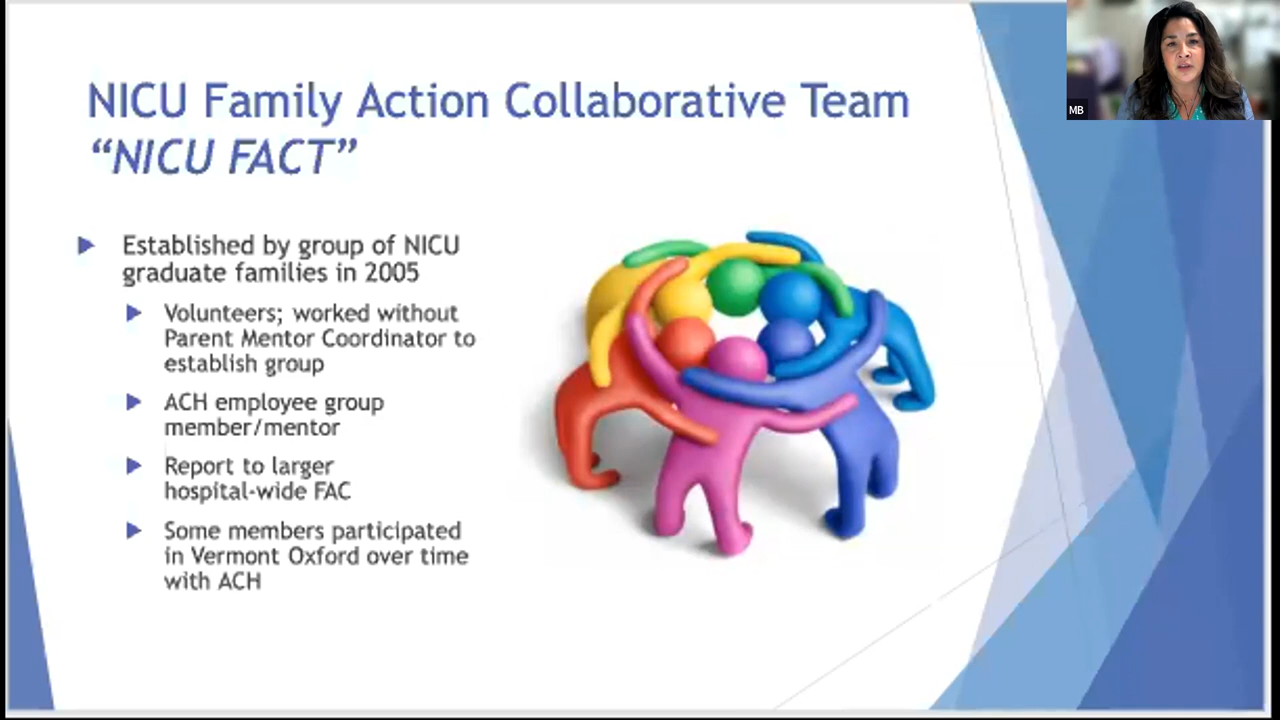 NICU Family Action Collaborative Team
“NICU FACT”
Established by group of NICU
graduate families in 2005
Volunteers; worked without
Parent Mentor Coordinator to
establish group
ACH employee group
member/mentor
Report to larger
hospital-wide FAC
Some members participated
in Vermont Oxford over time
with ACH
MB